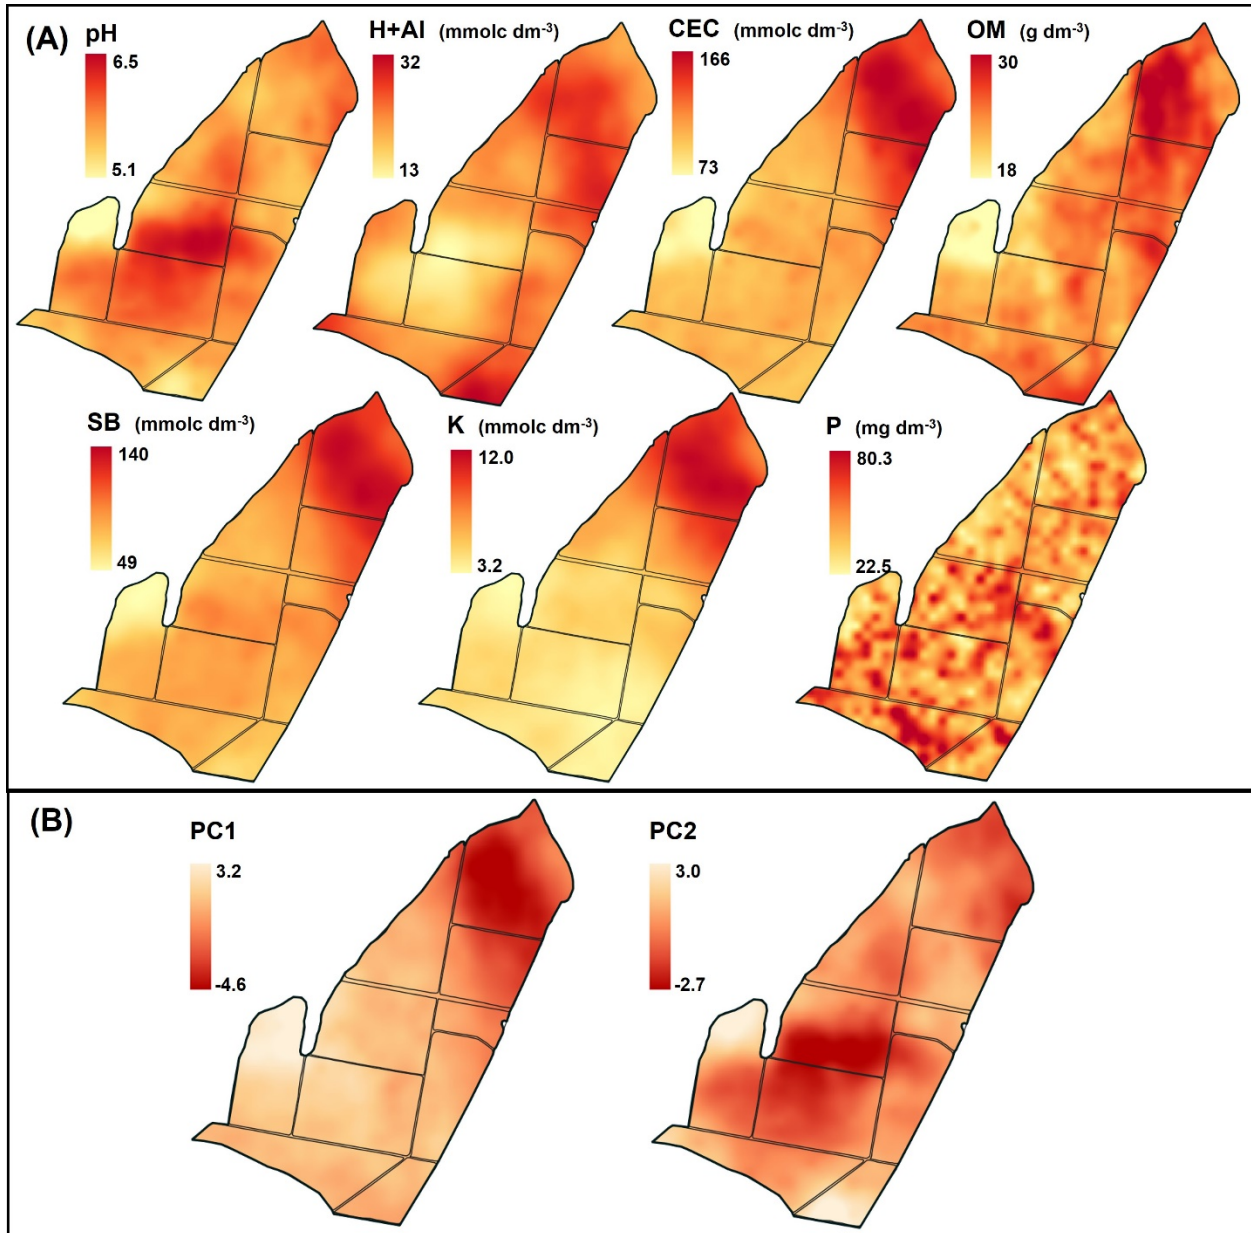 (A)
pH
6.5
5.1
H+Al (mmolc dm-3)
32
13
CEC (mmolc dm-3)
166
73
OM (g dm-3)
30
18
SB (mmolc dm-3)
140
49
K (mmolc dm-3)
12.0
3.2
P (mg dm-3)
80.3
22.5
(B)
PC1
3.2
-4.6
PC2
3.0
-2.7